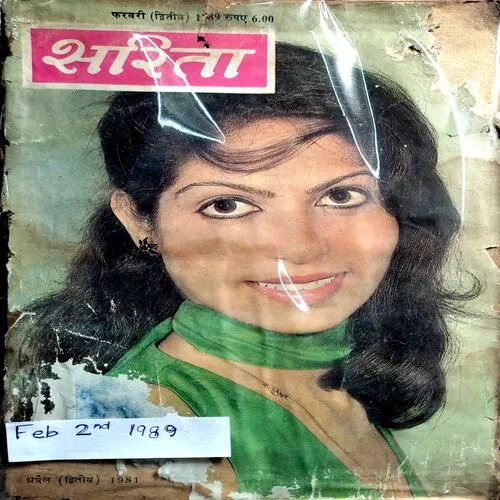 फरवरी (द्वितीय) 1989 रुपए 6.00
सरिता
Feb 2nd 1989
अप्रैल (द्वितीय) 1981